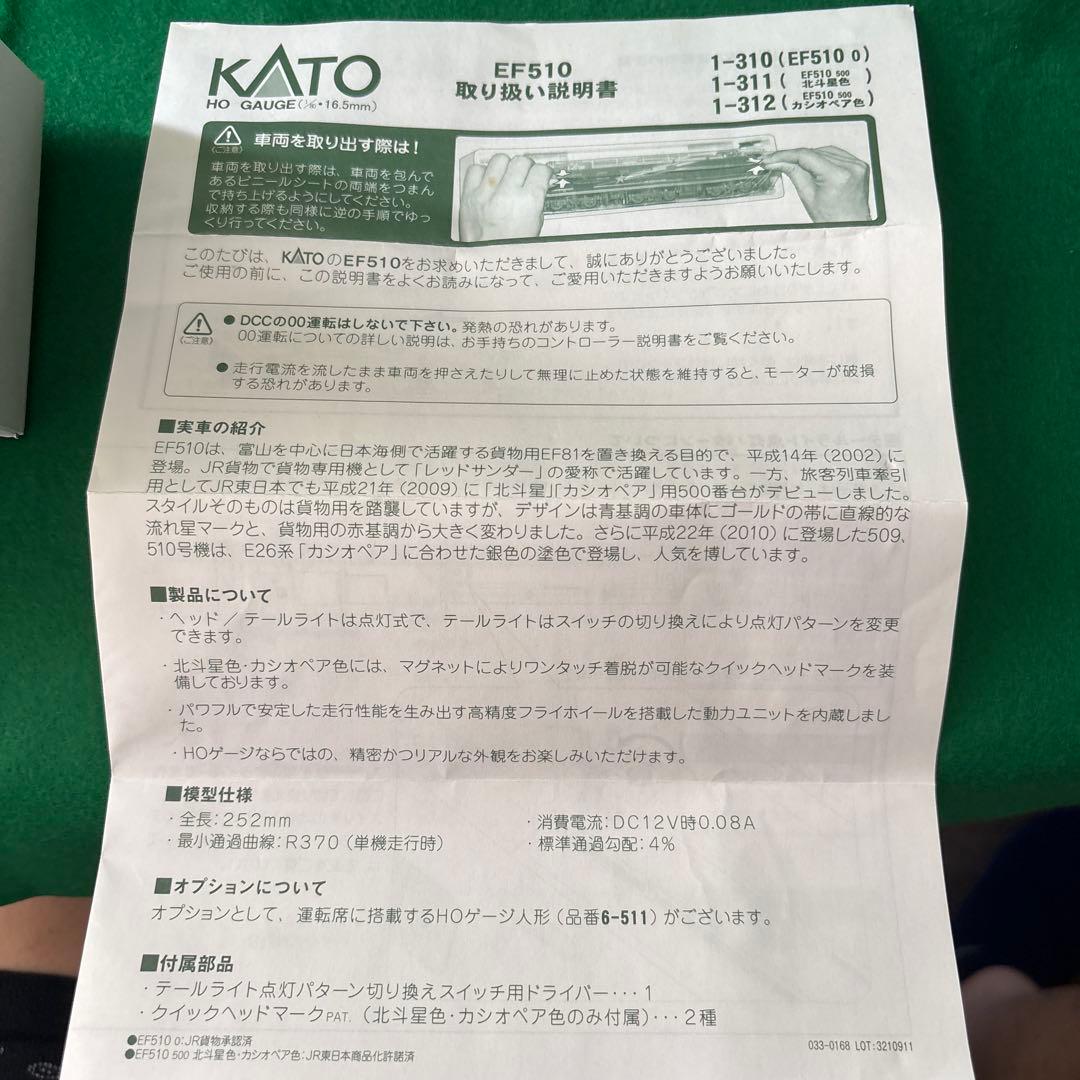 KATO
HO GAUGE(1/80・16.5mm)
EF510
取り扱い説明書
1-310(EF510 0)
1-311(EF510 500 北斗星色)
1-312(EF510 500 カシオペア色)
〈ご注意〉
車両を取り出す際は!
車両を取り出す際は、車両を包んで
あるビニールシートの両端をつまん
で持ち上げるようにしてください。
収納する際も同様に逆の手順でゆっ
くり行ってください。
このたびは、KATOのEF510をお求めいただきまして、誠にありがとうございました。
ご使用の前に、この説明書をよくお読みになって、ご愛用いただきますようお願いいたします。
〈ご注意〉
●DCCの00運転はしないで下さい。発熱の恐れがあります。
00運転についての詳しい説明は、お手持ちのコントローラー説明書をご覧ください。
●走行電流を流したまま車両を押さえたりして無理に止めた状態を維持すると、モーターが破損
する恐れがあります。
■実車の紹介
EF510は、富山を中心に日本海側で活躍する貨物用EF81を置き換える目的で、平成14年(2002)に
登場。JR貨物で貨物専用機として「レッドサンダー」の愛称で活躍しています。一方、旅客列車牽引
用としてJR東日本でも平成21年(2009)に「北斗星」「カシオペア」用500番台がデビューしました。
スタイルそのものは貨物用を踏襲していますが、デザインは青基調の車体にゴールドの帯に直線的な
流れ星マークと、貨物用の赤基調から大きく変わりました。さらに平成22年(2010)に登場した509、
510号機は、E26系「カシオペア」に合わせた銀色の塗色で登場し、人気を博しています。
■製品について
・ヘッド/テールライトは点灯式で、テールライトはスイッチの切り換えにより点灯パターンを変更
できます。
・北斗星色・カシオペア色には、マグネットによりワンタッチ着脱が可能なクイックヘッドマークを装
備しております。
・パワフルで安定した走行性能を生み出す高精度フライホイールを搭載した動力ユニットを内蔵しまし
た。
・HOゲージならではの、精密かつリアルな外観をお楽しみいただけます。
■模型仕様
・全長:252mm
・消費電流:DC12V時0.08A
・最小通過曲線:R370(単機走行時)
・標準通過勾配:4%
■オプションについて
オプションとして、運転席に搭載するHOゲージ人形(品番6-511)がございます。
■付属部品
・テールライト点灯パターン切り換えスイッチ用ドライバー・・・1
・クイックヘッドマークPAT.(北斗星色・カシオペア色のみ付属)・・・2種
●EF510 0:JR貨物承認済
●EF510 500 北斗星色・カシオペア色:JR東日本商品化許諾済
033-0168 LOT:3210911